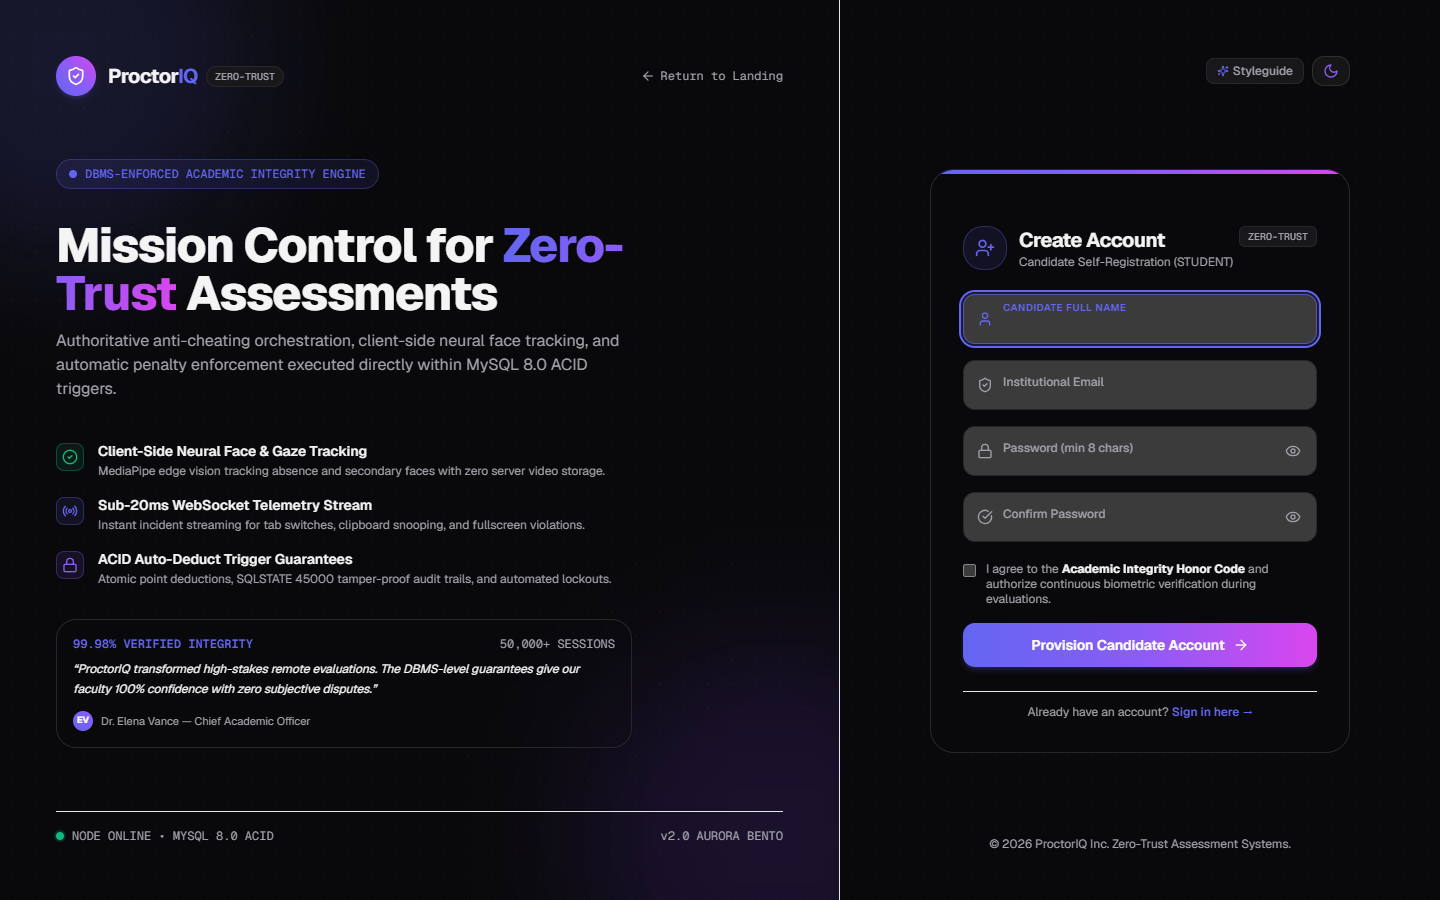 ProctorIQ ZERO-TRUST
← Return to Landing
DBMS-ENFORCED ACADEMIC INTEGRITY ENGINE
Mission Control for Zero-
Trust Assessments
Authoritative anti-cheating orchestration, client-side neural face tracking, and
automatic penalty enforcement executed directly within MySQL 8.0 ACID
triggers.
Client-Side Neural Face & Gaze Tracking
MediaPipe edge vision tracking absence and secondary faces with zero server video storage.
Sub-20ms WebSocket Telemetry Stream
Instant incident streaming for tab switches, clipboard snooping, and fullscreen violations.
ACID Auto-Deduct Trigger Guarantees
Atomic point deductions, SQLSTATE 45000 tamper-proof audit trails, and automated lockouts.
99.98% VERIFIED INTEGRITY
50,000+ SESSIONS
“ProctorIQ transformed high-stakes remote evaluations. The DBMS-level guarantees give our
faculty 100% confidence with zero subjective disputes.”
EV Dr. Elena Vance — Chief Academic Officer
NODE ONLINE • MYSQL 8.0 ACID
v2.0 AURORA BENTO
Styleguide
Create Account
ZERO-TRUST
Candidate Self-Registration (STUDENT)
CANDIDATE FULL NAME
Institutional Email
Password (min 8 chars)
Confirm Password
I agree to the Academic Integrity Honor Code and
authorize continuous biometric verification during
evaluations.
Provision Candidate Account →
Already have an account? Sign in here →
© 2026 ProctorIQ Inc. Zero-Trust Assessment Systems.